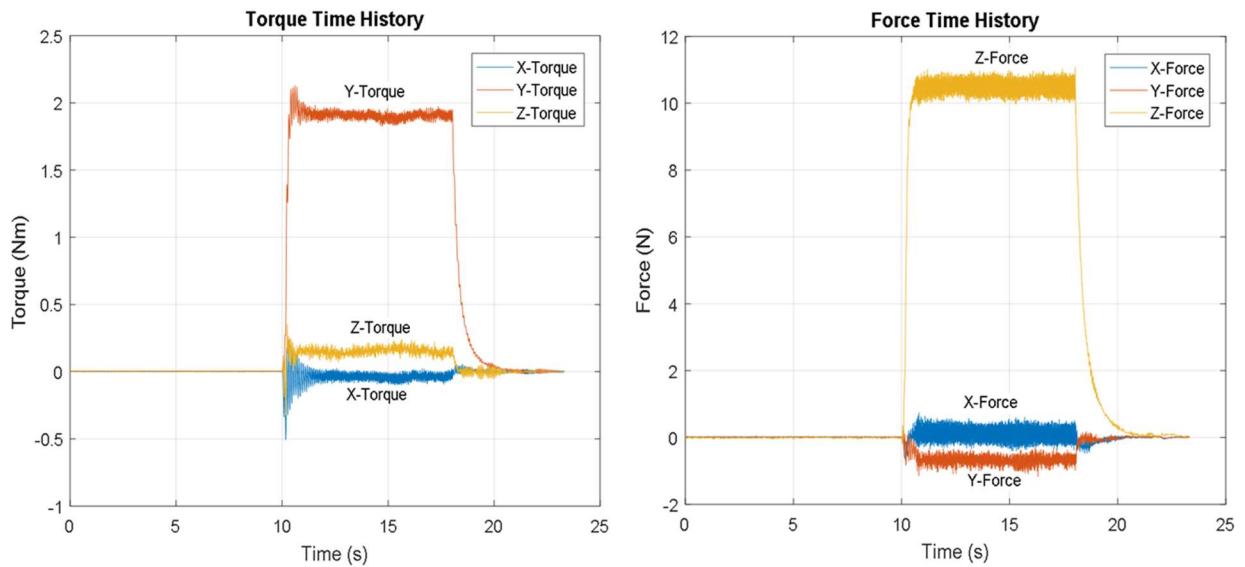 Torque Time History
2.5
2
1.5
1
0.5
0
-0.5
-1
0
5
10
15
20
25
Torque (Nm)
Time (s)
X-Torque
Y-Torque
Z-Torque
Y-Torque
Z-Torque
X-Torque
Force Time History
12
10
8
6
4
2
0
-2
0
5
10
15
20
25
Force (N)
Time (s)
X-Force
Y-Force
Z-Force
Z-Force
X-Force
Y-Force